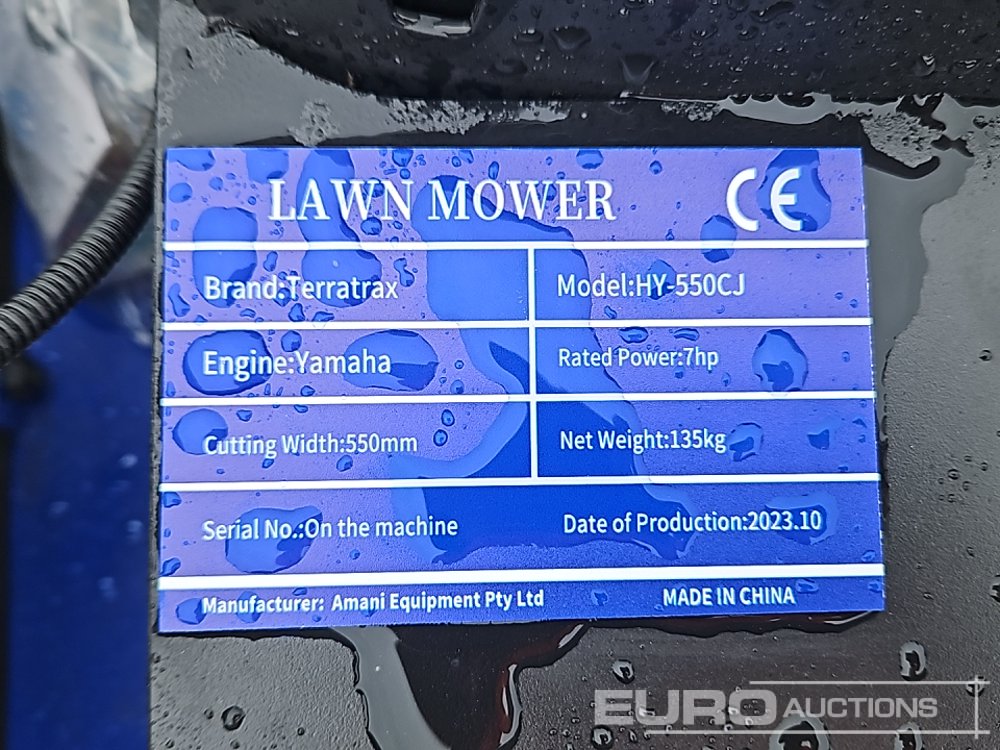 LAWN MOWER CE
Brand:Terratrax Model:HY-550CJ
Engine:Yamaha Rated Power:7hp
Cutting Width:550mm Net Weight:135kg
Serial No.:On the machine Date of Production:2023.10
Manufacturer: Amani Equipment Pty Ltd MADE IN CHINA
EURO AUCTIONS